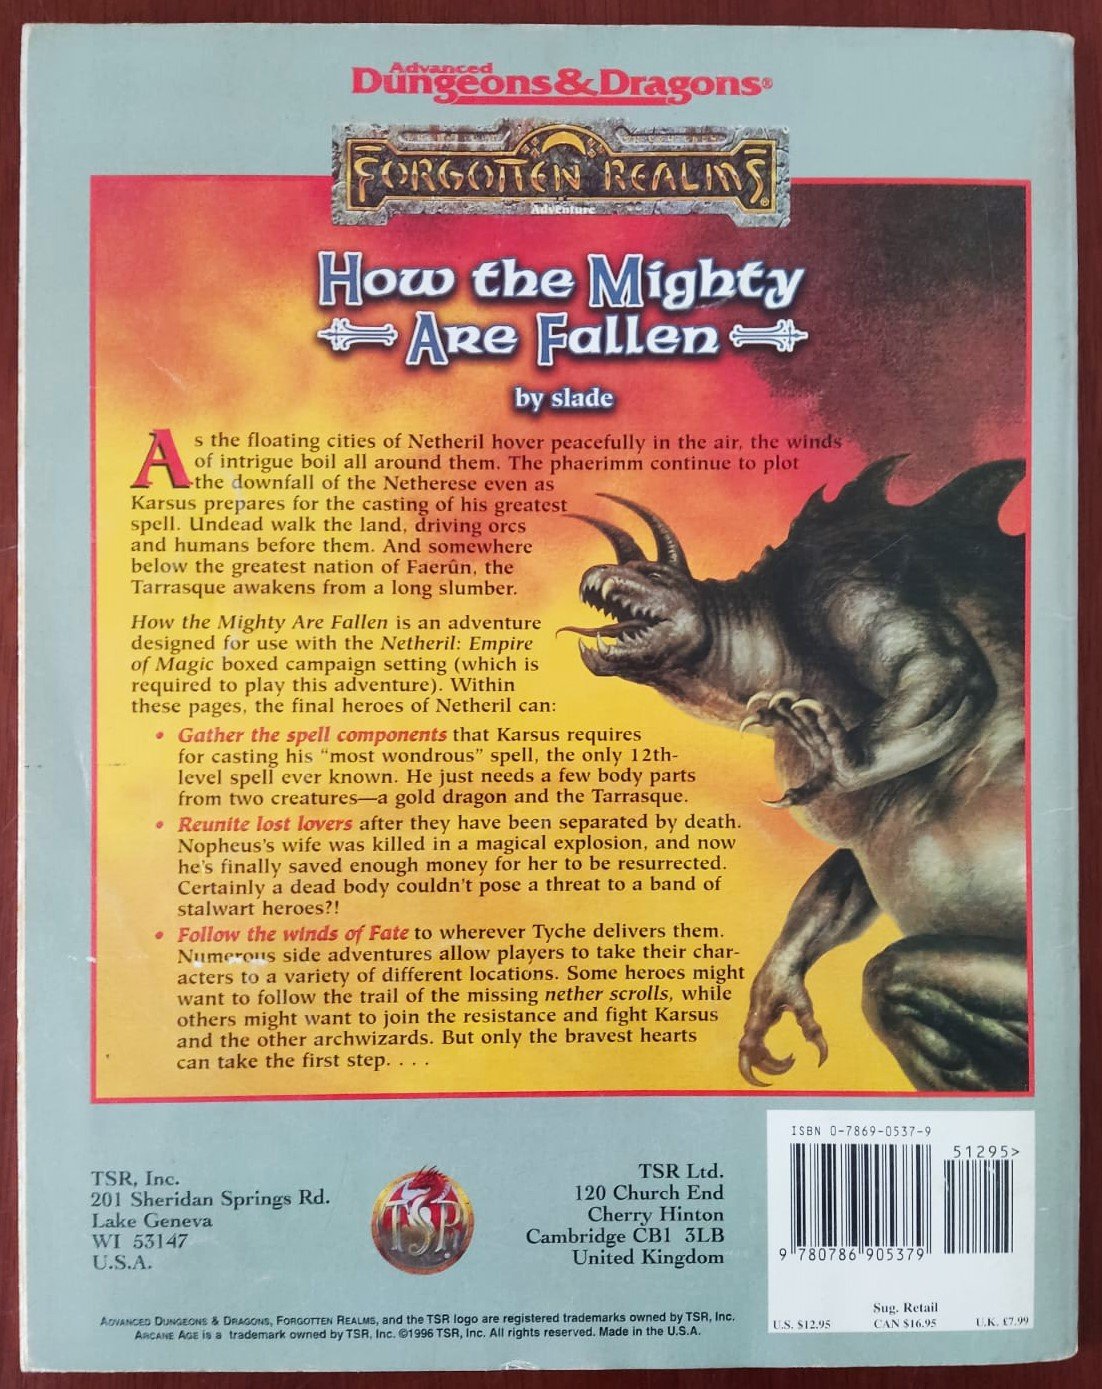 Advanced
Dungeons & Dragons®
FORGOTTEN REALMS®
Adventure
How the Mighty
Are Fallen
by slade
As the floating cities of Netheril hover peacefully in the air, the winds
of intrigue boil all around them. The phaerimm continue to plot
the downfall of the Netherese even as
Karsus prepares for the casting of his greatest
spell. Undead walk the land, driving orcs
and humans before them. And somewhere
below the greatest nation of Faerûn, the
Tarrasque awakens from a long slumber.
How the Mighty Are Fallen is an adventure
designed for use with the Netheril: Empire
of Magic boxed campaign setting (which is
required to play this adventure). Within
these pages, the final heroes of Netheril can:
• Gather the spell components that Karsus requires
for casting his “most wondrous” spell, the only 12th-
level spell ever known. He just needs a few body parts
from two creatures—a gold dragon and the Tarrasque.
• Reunite lost lovers after they have been separated by death.
Nopheus's wife was killed in a magical explosion, and now
he's finally saved enough money for her to be resurrected.
Certainly a dead body couldn't pose a threat to a band of
stalwart heroes?!
• Follow the winds of Fate to wherever Tyche delivers them.
Numerous side adventures allow players to take their char-
acters to a variety of different locations. Some heroes might
want to follow the trail of the missing nether scrolls, while
others might want to join the resistance and fight Karsus
and the other archwizards. But only the bravest hearts
can take the first step. . . .
TSR, Inc.
201 Sheridan Springs Rd.
Lake Geneva
WI 53147
U.S.A.
TSR
TSR Ltd.
120 Church End
Cherry Hinton
Cambridge CB1 3LB
United Kingdom
ISBN 0-7869-0537-9
51295>
9 780786 905379
Sug. Retail
U.S. $12.95 CAN $16.95 U.K. £7.99
Advanced Dungeons & Dragons, Forgotten Realms, and the TSR logo are registered trademarks owned by TSR, Inc.
Arcane Age is a trademark owned by TSR, Inc. ©1996 TSR, Inc. All rights reserved. Made in the U.S.A.